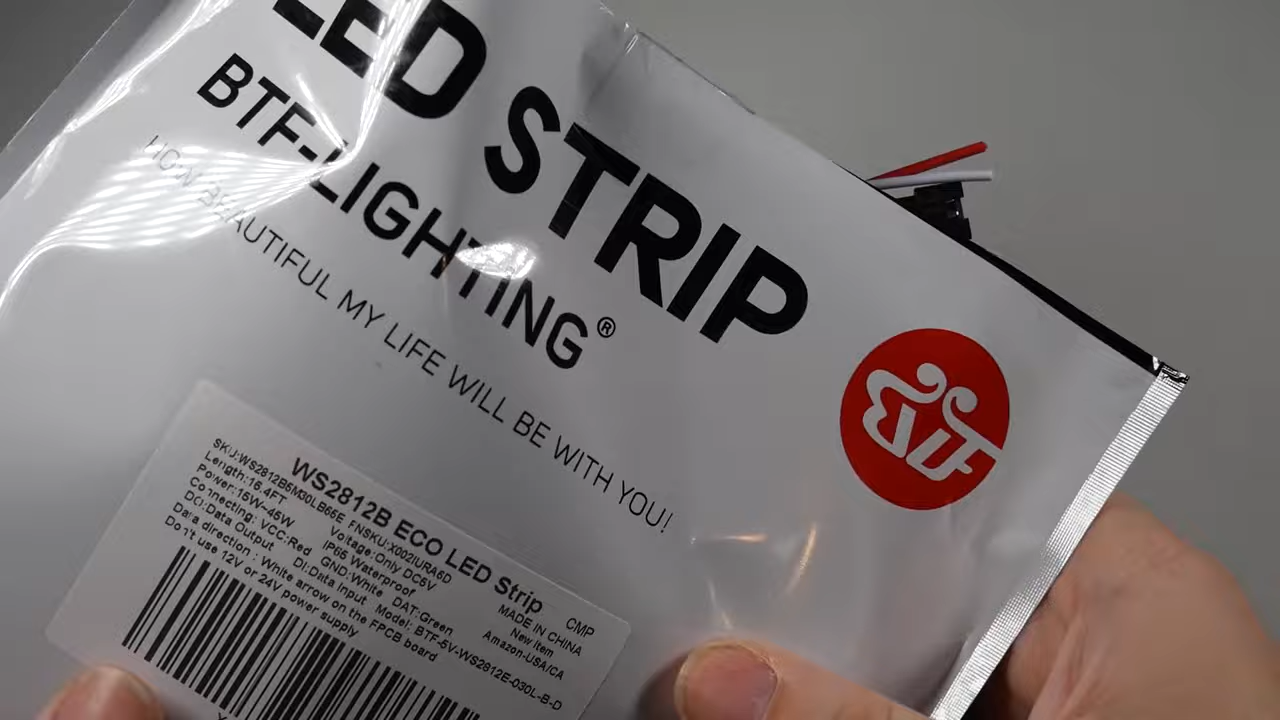 LED STRIP
BTF-LIGHTING®
HOW BEAUTIFUL MY LIFE WILL BE WITH YOU!
BTF
WS2812B ECO LED Strip
SKU:WS2812B5M30LB65E FNSKU:X002IURA6D CMP
Length:16.4FT Voltage:Only DC5V MADE IN CHINA
Power:15W~45W IP65 Waterproof New Item
Connecting: VCC:Red GND:White DAT:Green Amazon-USA/CA
DO:Data Output DI:Data Input Model: BTF-5V-WS2812E-030L-B-D
Data direction : White arrow on the FPCB board
Don't use 12V or 24V power supply